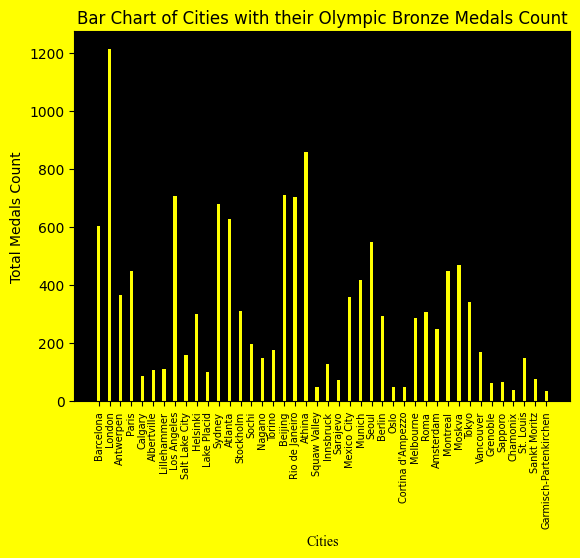 Bar Chart of Cities with their Olympic Bronze Medals Count
Total Medals Count
1200
1000
800
600
400
200
0
Barcelona
London
Antwerpen
Paris
Calgary
Albertville
Lillehammer
Los Angeles
Salt Lake City
Helsinki
Lake Placid
Sydney
Atlanta
Stockholm
Sochi
Nagano
Torino
Beijing
Rio de Janeiro
Athina
Squaw Valley
Innsbruck
Sarajevo
Mexico City
Munich
Seoul
Berlin
Oslo
Cortina d'Ampezzo
Melbourne
Roma
Amsterdam
Montreal
Moskva
Tokyo
Vancouver
Grenoble
Sapporo
Chamonix
St. Louis
Sankt Moritz
Garmisch-Partenkirchen
Cities